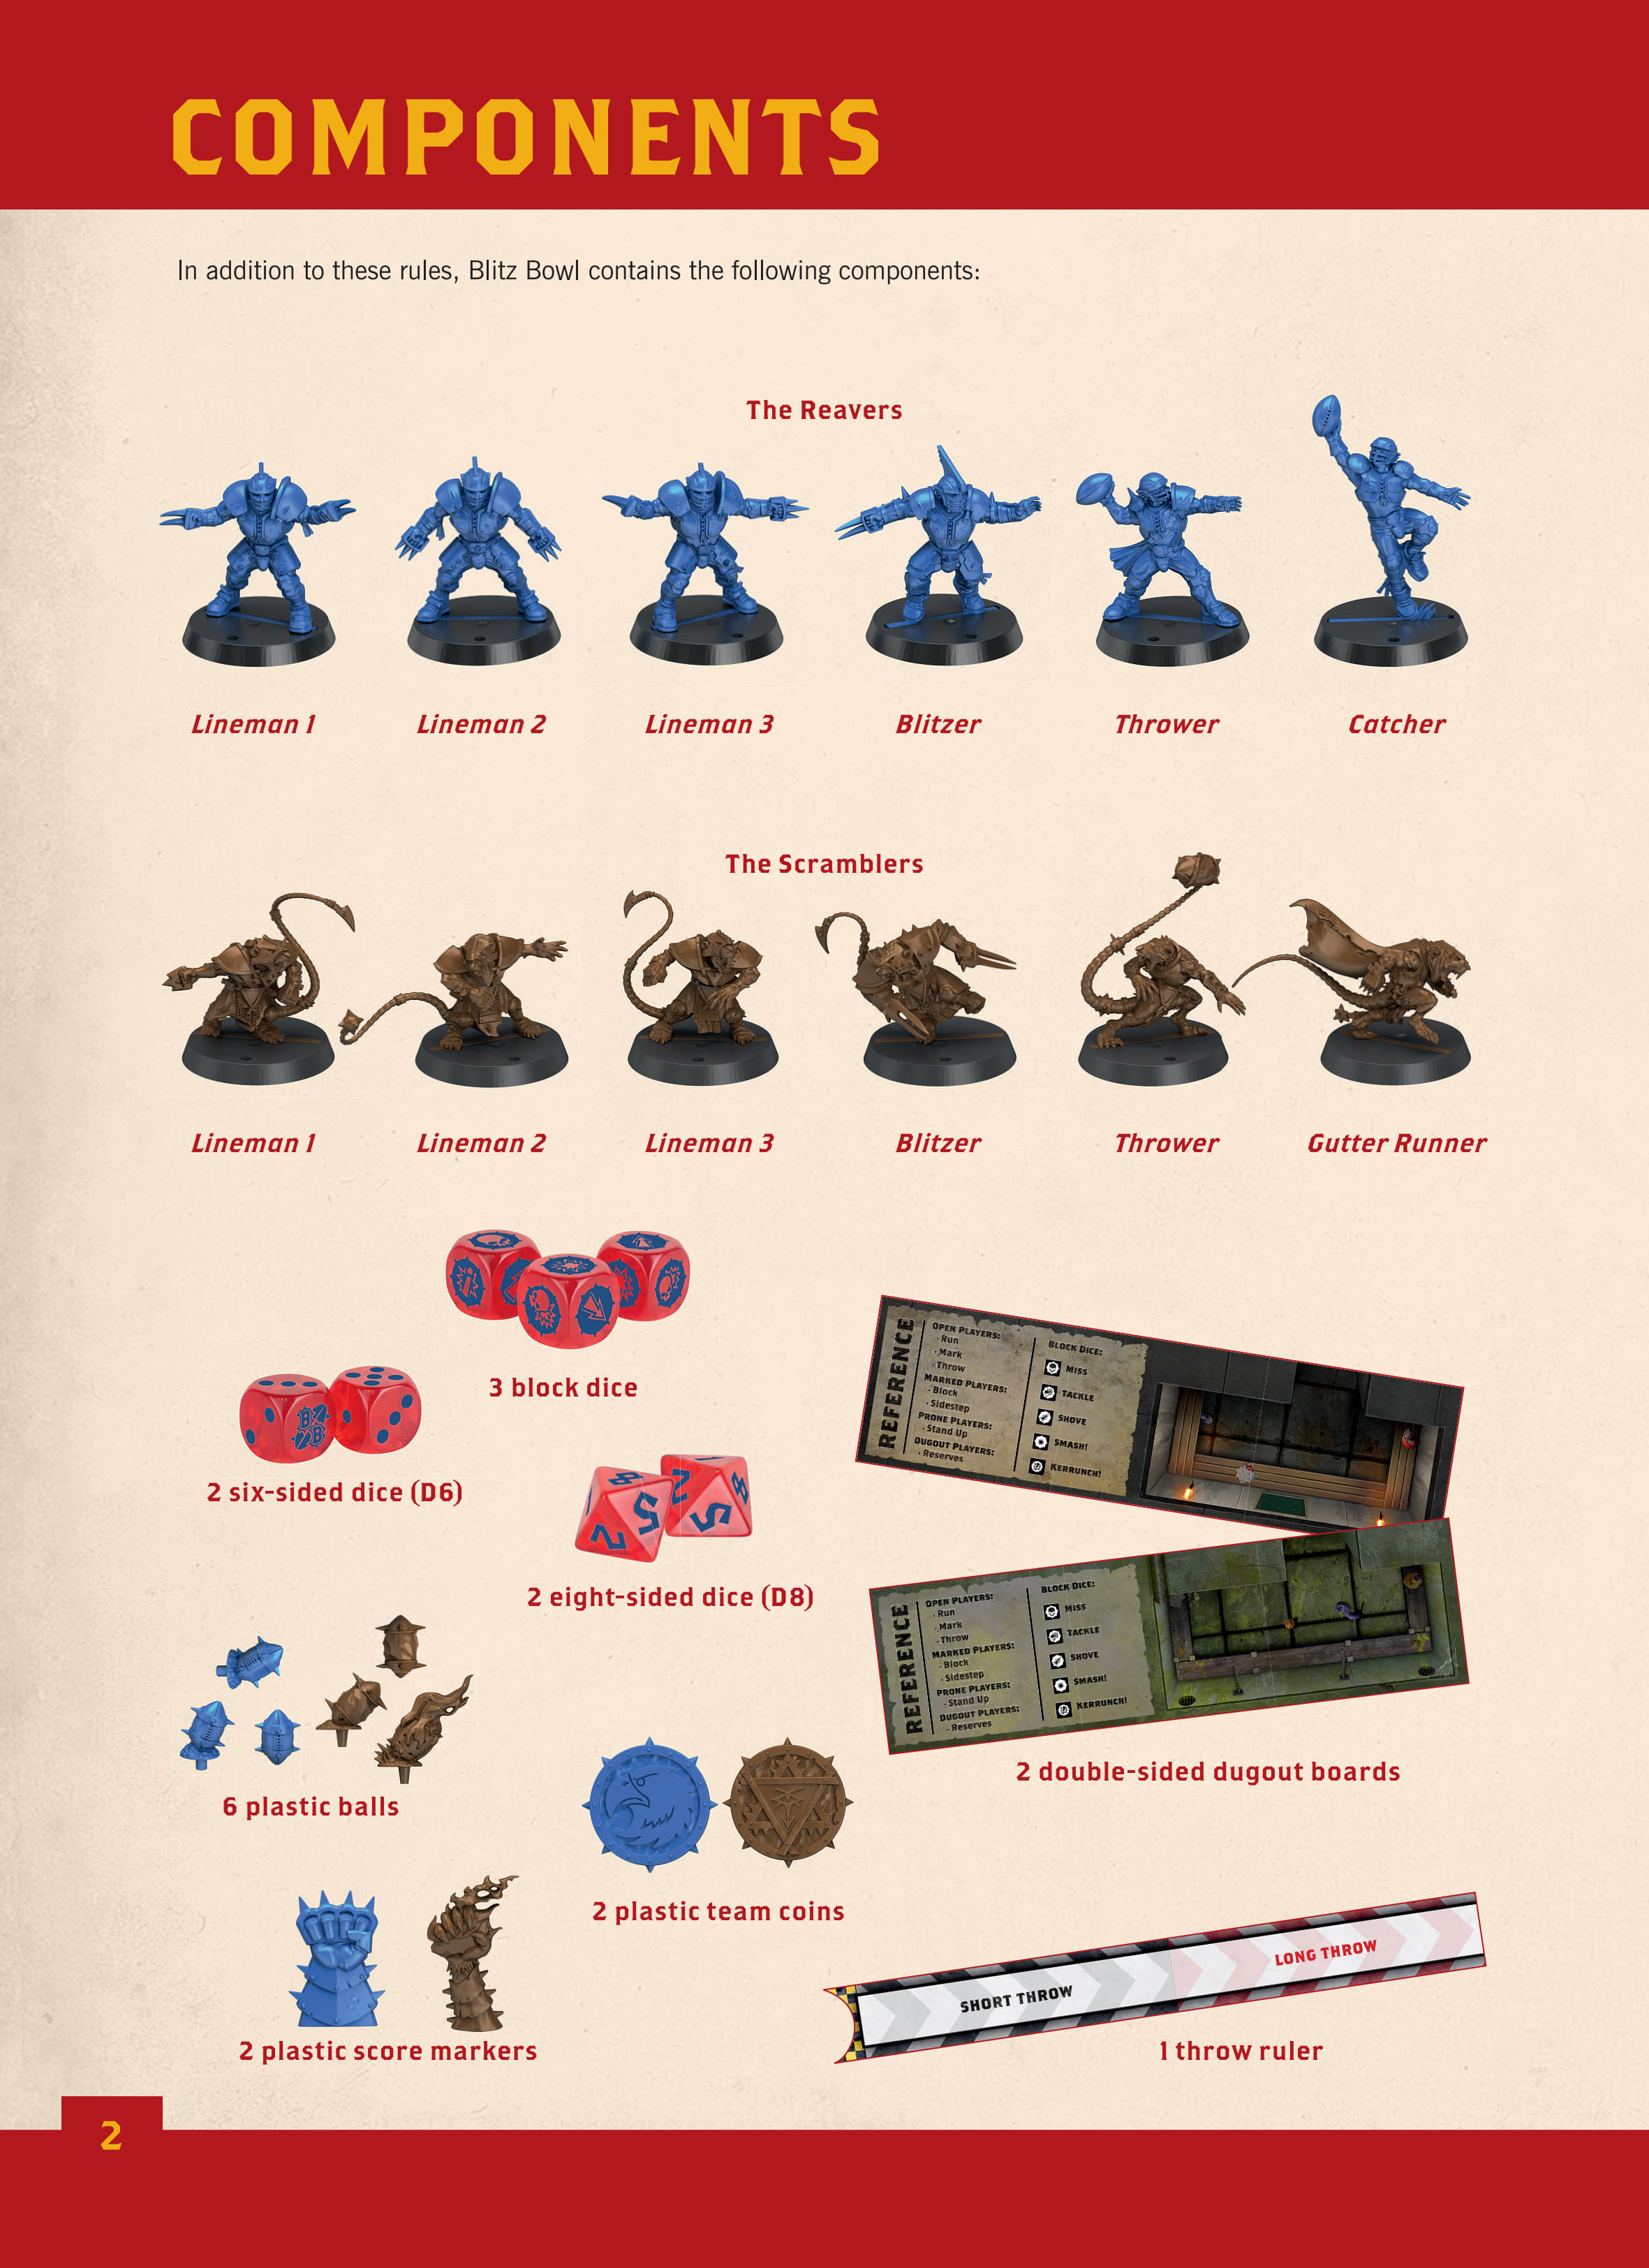 COMPONENTS
In addition to these rules, Blitz Bowl contains the following components:
The Reavers
Lineman 1
Lineman 2
Lineman 3
Blitzer
Thrower
Catcher
The Scramblers
Lineman 1
Lineman 2
Lineman 3
Blitzer
Thrower
Gutter Runner
3 block dice
B
B
2 six-sided dice (D6)
8
5
2
2
8
5
2 eight-sided dice (D8)
REFERENCE
OPEN PLAYERS:
· Run
· Mark
· Throw
MARKED PLAYERS:
· Block
· Sidestep
PRONE PLAYERS:
· Stand Up
DUGOUT PLAYERS:
· Reserves
BLOCK DICE:
MISS
TACKLE
SHOVE
SMASH!
KERRUNCH!
REFERENCE
OPEN PLAYERS:
· Run
· Mark
· Throw
MARKED PLAYERS:
· Block
· Sidestep
PRONE PLAYERS:
· Stand Up
DUGOUT PLAYERS:
· Reserves
BLOCK DICE:
MISS
TACKLE
SHOVE
SMASH!
KERRUNCH!
2 double-sided dugout boards
6 plastic balls
2 plastic team coins
2 plastic score markers
SHORT THROW
LONG THROW
1 throw ruler
2